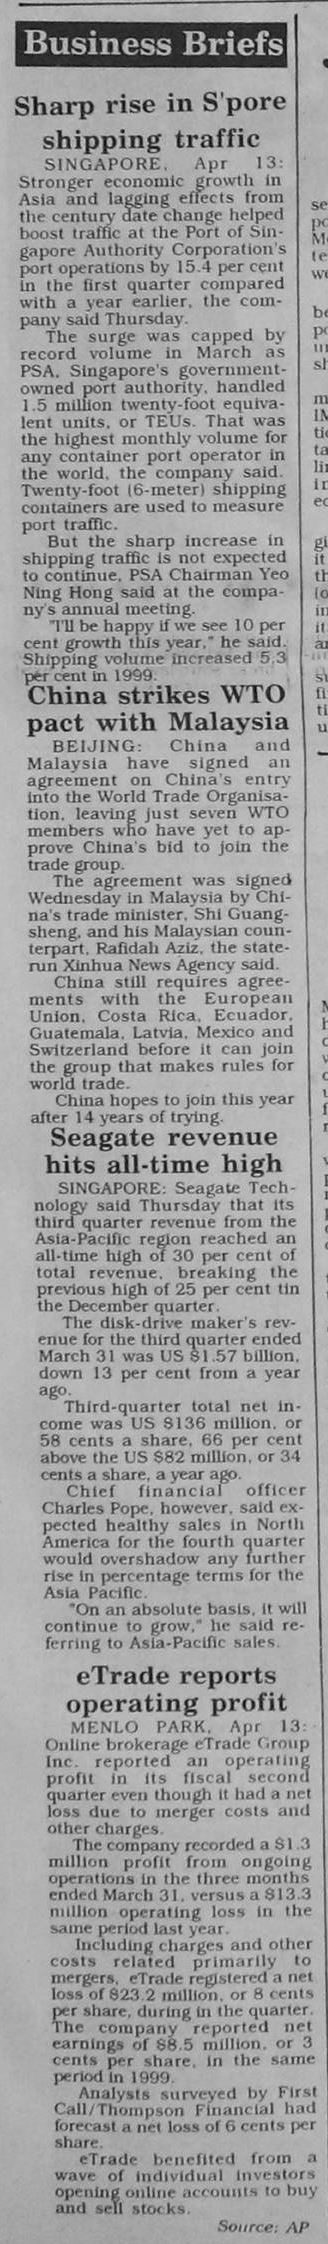 Business Briefs
Sharp rise in S'pore
shipping traffic
SINGAPORE, Apr 13:
Stronger economic growth in
Asia and lagging effects from
the century date change helped
boost traffic at the Port of Sin-
gapore Authority Corporation's
port operations by 15.4 per cent
in the first quarter compared
with a year earlier, the com-
pany said Thursday.
The surge was capped by
record volume in March as
PSA, Singapore's government-
owned port authority, handled
1.5 million twenty-foot equiva-
lent units, or TEUs. That was
the highest monthly volume for
any container port operator in
the world, the company said.
Twenty-foot (6-meter) shipping
containers are used to measure
port traffic.
But the sharp increase in
shipping traffic is not expected
to continue, PSA Chairman Yeo
Ning Hong said at the compa-
ny's annual meeting.
"I'll be happy if we see 10 per
cent growth this year," he said.
Shipping volume increased 5.3
per cent in 1999.
China strikes WTO
pact with Malaysia
BEIJING: China and
Malaysia have signed an
agreement on China's entry
into the World Trade Organisa-
tion, leaving just seven WTO
members who have yet to ap-
prove China's bid to join the
trade group.
The agreement was signed
Wednesday in Malaysia by Chi-
na's trade minister, Shi Guang-
sheng, and his Malaysian coun-
terpart, Rafidah Aziz, the state-
run Xinhua News Agency said.
China still requires agree-
ments with the European
Union, Costa Rica, Ecuador,
Guatemala, Latvia, Mexico and
Switzerland before it can join
the group that makes rules for
world trade.
China hopes to join this year
after 14 years of trying.
Seagate revenue
hits all-time high
SINGAPORE: Seagate Tech-
nology said Thursday that its
third quarter revenue from the
Asia-Pacific region reached an
all-time high of 30 per cent of
total revenue, breaking the
previous high of 25 per cent tin
the December quarter.
The disk-drive maker's rev-
enue for the third quarter ended
March 31 was US $1.57 billion,
down 13 per cent from a year
ago.
Third-quarter total net in-
come was US $136 million, or
58 cents a share, 66 per cent
above the US $82 million, or 34
cents a share, a year ago.
Chief financial officer
Charles Pope, however, said ex-
pected healthy sales in North
America for the fourth quarter
would overshadow any further
rise in percentage terms for the
Asia Pacific.
"On an absolute basis, it will
continue to grow," he said re-
ferring to Asia-Pacific sales.
eTrade reports
operating profit
MENLO PARK, Apr 13:
Online brokerage eTrade Group
Inc. reported an operating
profit in its fiscal second
quarter even though it had a net
loss due to merger costs and
other charges.
The company recorded a $1.3
million profit from ongoing
operations in the three months
ended March 31, versus a $13.3
million operating loss in the
same period last year.
Including charges and other
costs related primarily to
mergers, eTrade registered a net
loss of $23.2 million, or 8 cents
per share, during in the quarter.
The company reported net
earnings of $8.5 million, or 3
cents per share, in the same
period in 1999.
Analysts surveyed by First
Call/Thompson Financial had
forecast a net loss of 6 cents per
share.
eTrade benefited from a
wave of individual investors
opening online accounts to buy
and sell stocks.
Source: AP